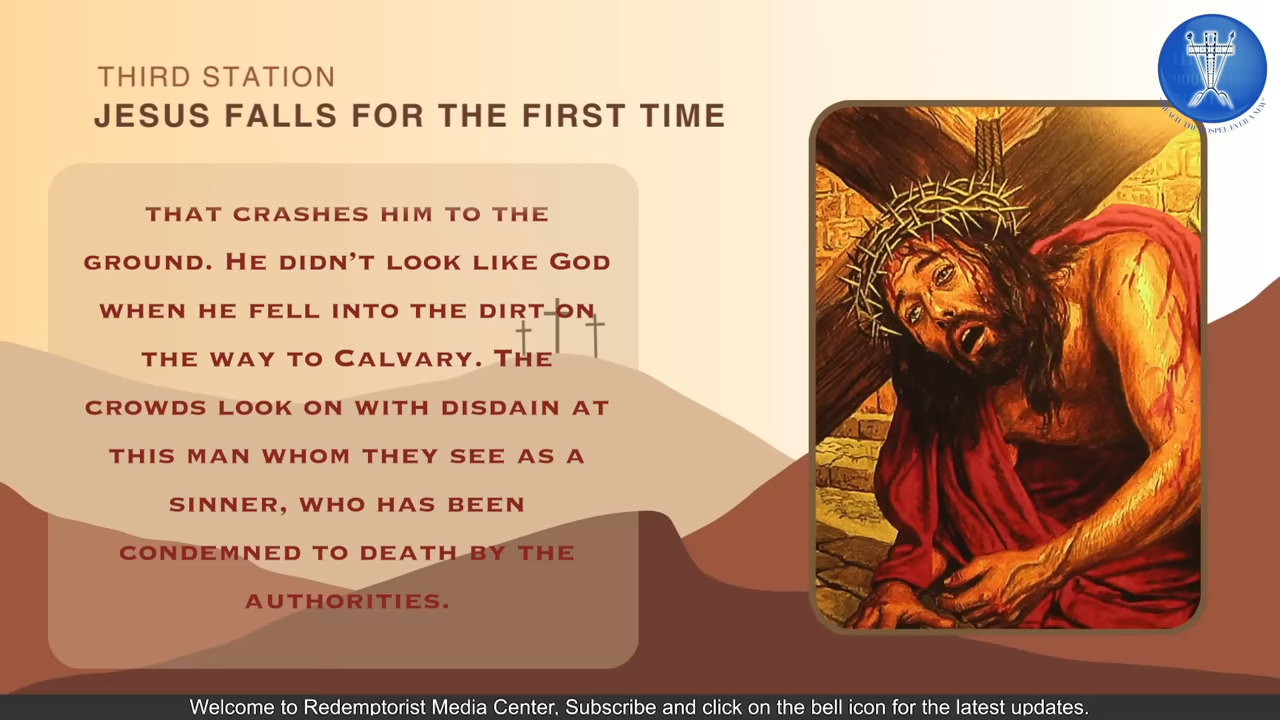 THIRD STATION
JESUS FALLS FOR THE FIRST TIME
THAT CRASHES HIM TO THE
GROUND. HE DIDN'T LOOK LIKE GOD
WHEN HE FELL INTO THE DIRT ON
THE WAY TO CALVARY. THE
CROWDS LOOK ON WITH DISDAIN AT
THIS MAN WHOM THEY SEE AS A
SINNER, WHO HAS BEEN
CONDEMNED TO DEATH BY THE
AUTHORITIES.
Welcome to Redemptorist Media Center, Subscribe and click on the bell icon for the latest updates.